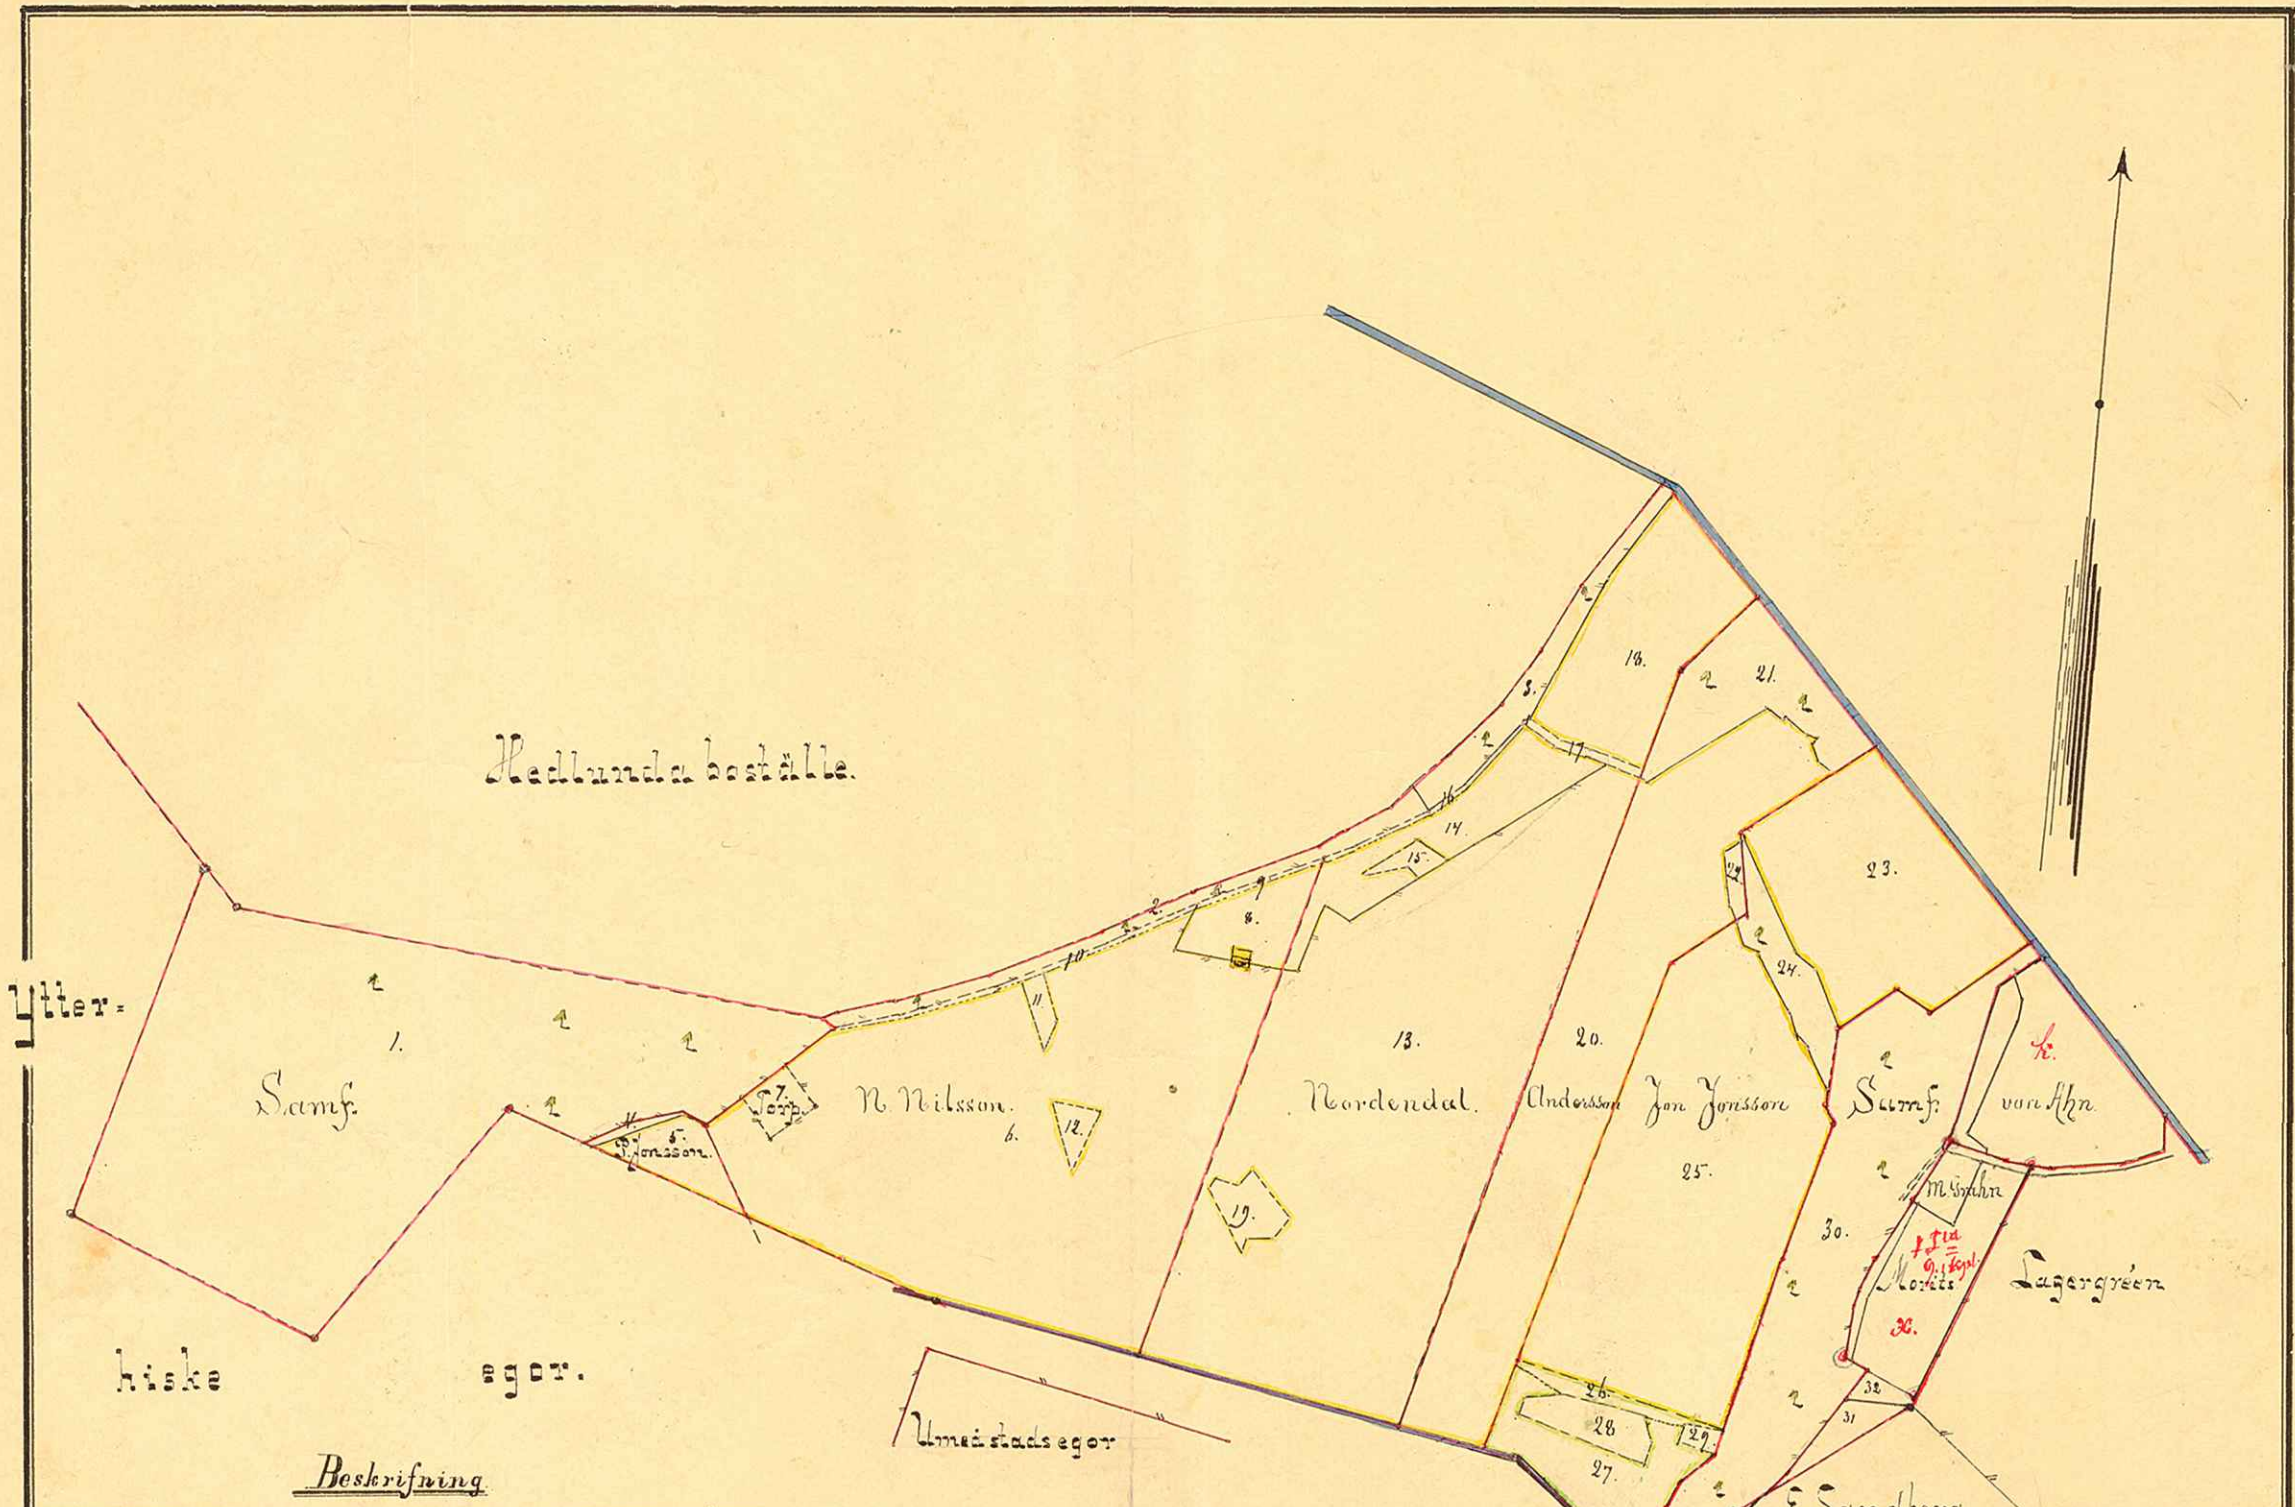 Hedlunda boställe.
18.
21.
3.
17
16
14.
15.
22.
23.
2.
9
8.
10
11
24.
Ytter=
1.
Samf.
4.
5.
P. Jonsson.
7.
Torp.
N. Nilsson.
6.
12.
13.
Nordendal.
19.
20.
Andersson
Jon Jonsson
25.
Samf.
k.
von Ahn.
M. Grahn
30.
Morits
x.
Lagergréen
hiske egor.
Umeå stads egor
26.
28
29.
27.
32
31
Beskrifning